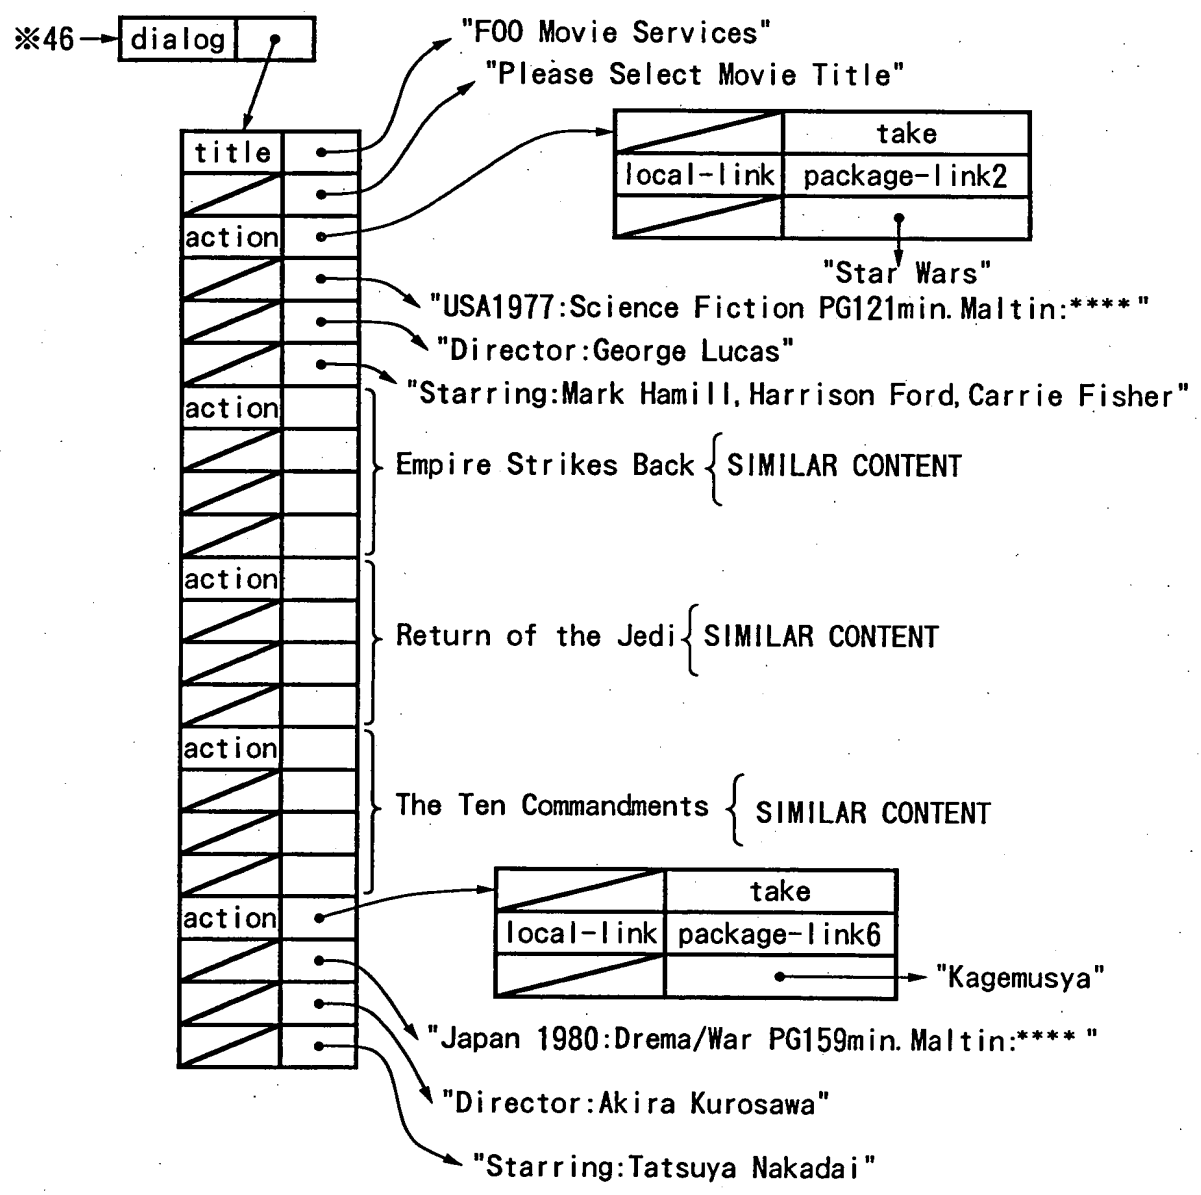 ※46 dialog
"FOO Movie Services"
"Please Select Movie Title"
title
take
local-link package-link2
action
"Star Wars"
"USA1977:Science Fiction PG121min.Maltin:****"
"Director:George Lucas"
"Starring:Mark Hamill,Harrison Ford,Carrie Fisher"
action
Empire Strikes Back SIMILAR CONTENT
action
Return of the Jedi SIMILAR CONTENT
action
The Ten Commandments SIMILAR CONTENT
take
action
local-link package-link6
"Kagemusya"
"Japan 1980:Drema/War PG159min.Maltin:****"
"Director:Akira Kurosawa"
"Starring:Tatsuya Nakadai"